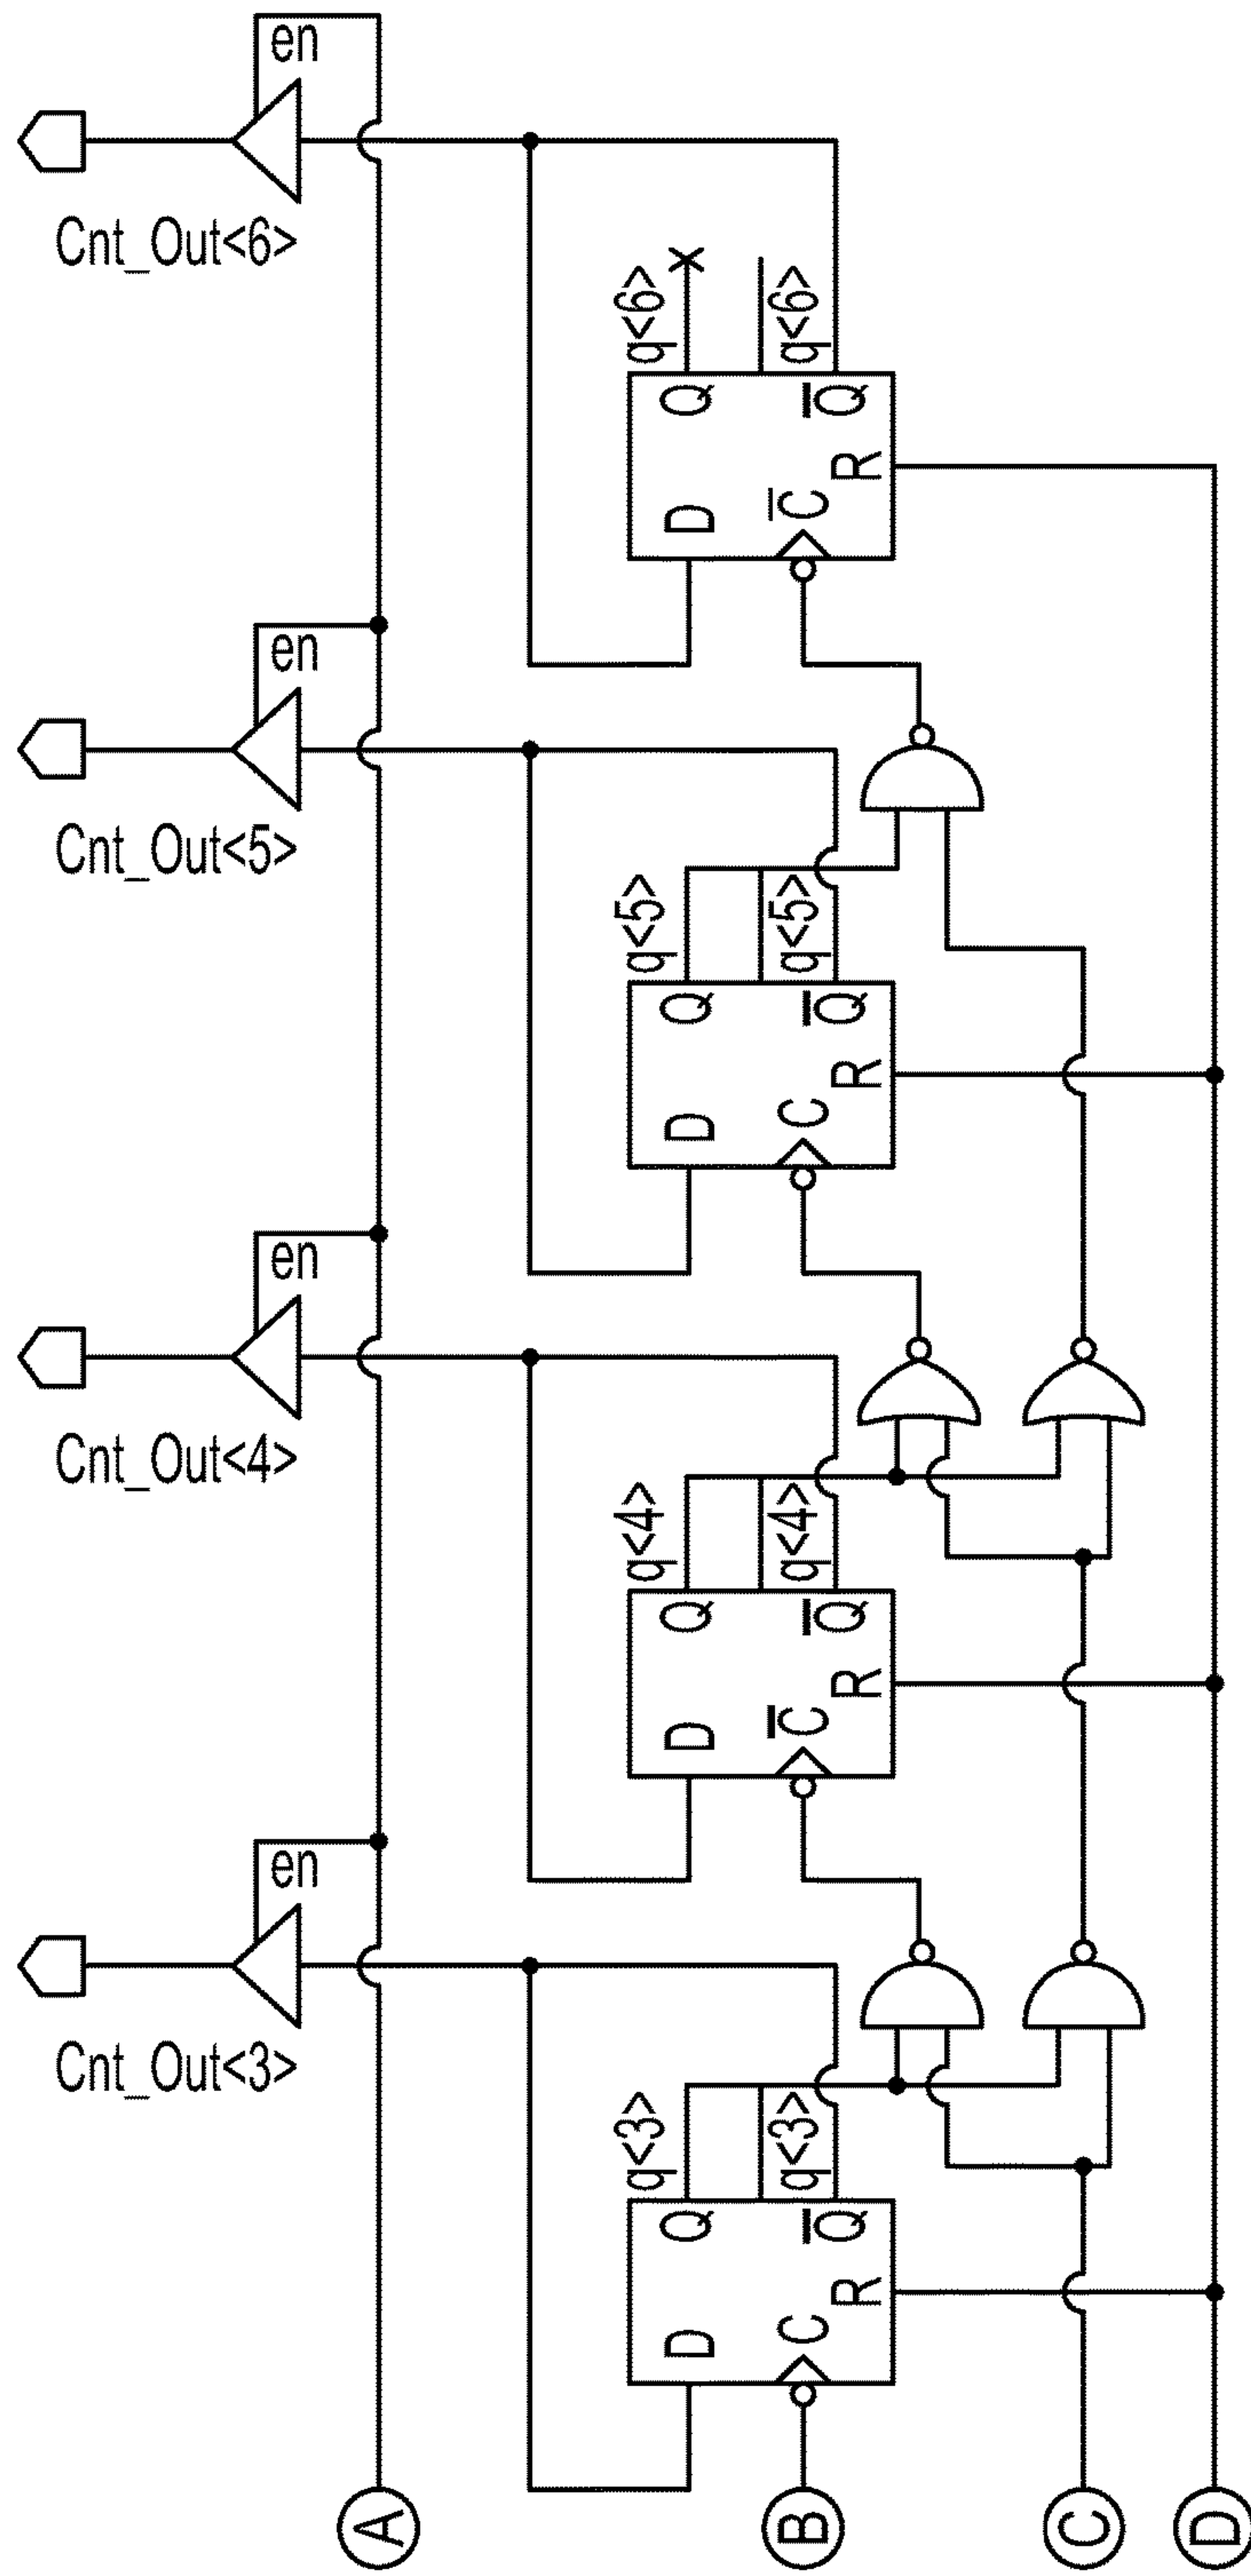 en
Cnt_Out<6>
q<6>
q<6>
Q
Q̅
R
D
C̅
en
Cnt_Out<5>
q<5>
q<5>
Q
Q̅
R
D
C
en
Cnt_Out<4>
q<4>
q<4>
Q
Q̅
R
D
C̅
en
Cnt_Out<3>
q<3>
q<3>
Q
Q̅
R
D
C
A
B
C
D